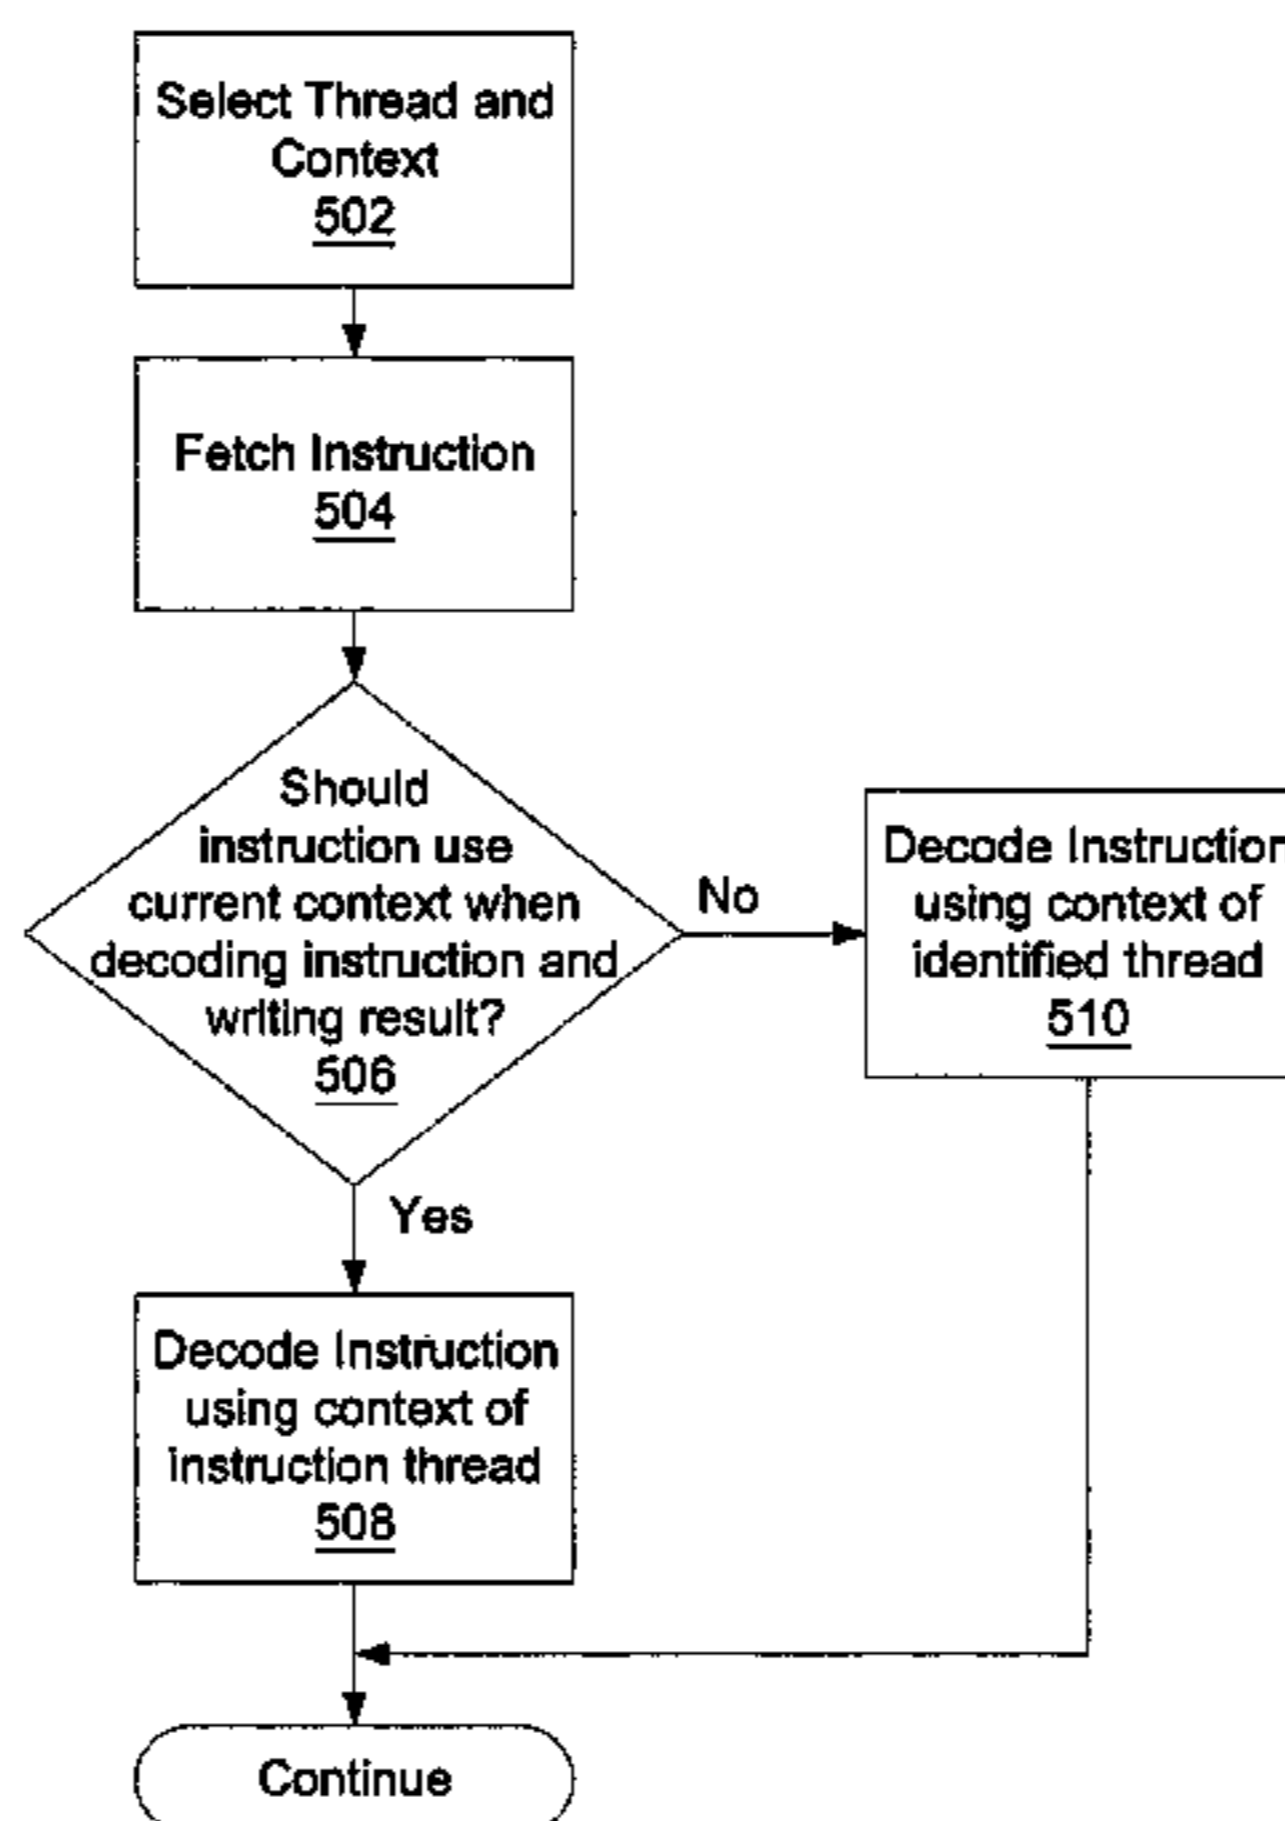 Select Thread and
Context
502
Fetch Instruction
504
Should
instruction use
current context when
decoding instruction and
writing result?
506
No
Decode Instruction
using context of
identified thread
510
Yes
Decode Instruction
using context of
instruction thread
508
Continue